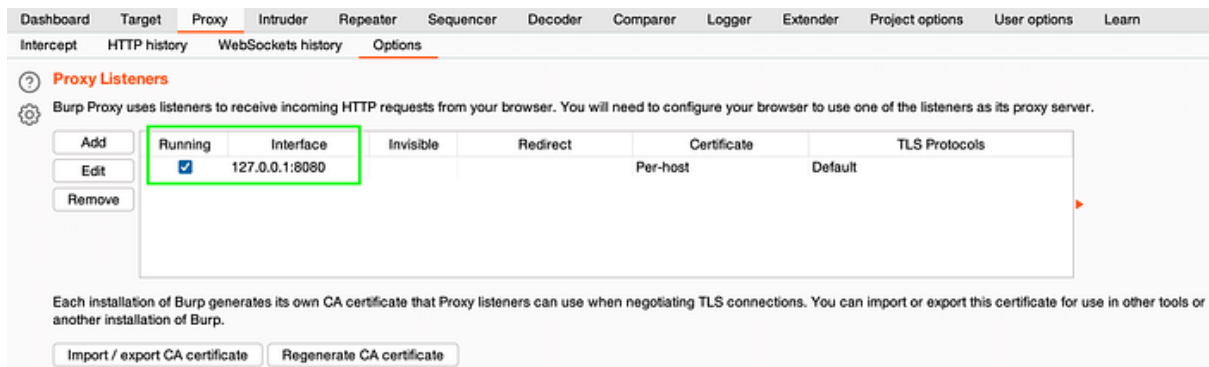 Dashboard Target Proxy Intruder Repeater Sequencer Decoder Comparer Logger Extender Project options User options Learn
Intercept HTTP history WebSockets history Options
? Proxy Listeners
Burp Proxy uses listeners to receive incoming HTTP requests from your browser. You will need to configure your browser to use one of the listeners as its proxy server.
Add Running Interface Invisible Redirect Certificate TLS Protocols
Edit 127.0.0.1:8080 Per-host Default
Remove
Each installation of Burp generates its own CA certificate that Proxy listeners can use when negotiating TLS connections. You can import or export this certificate for use in other tools or
another installation of Burp.
Import / export CA certificate Regenerate CA certificate